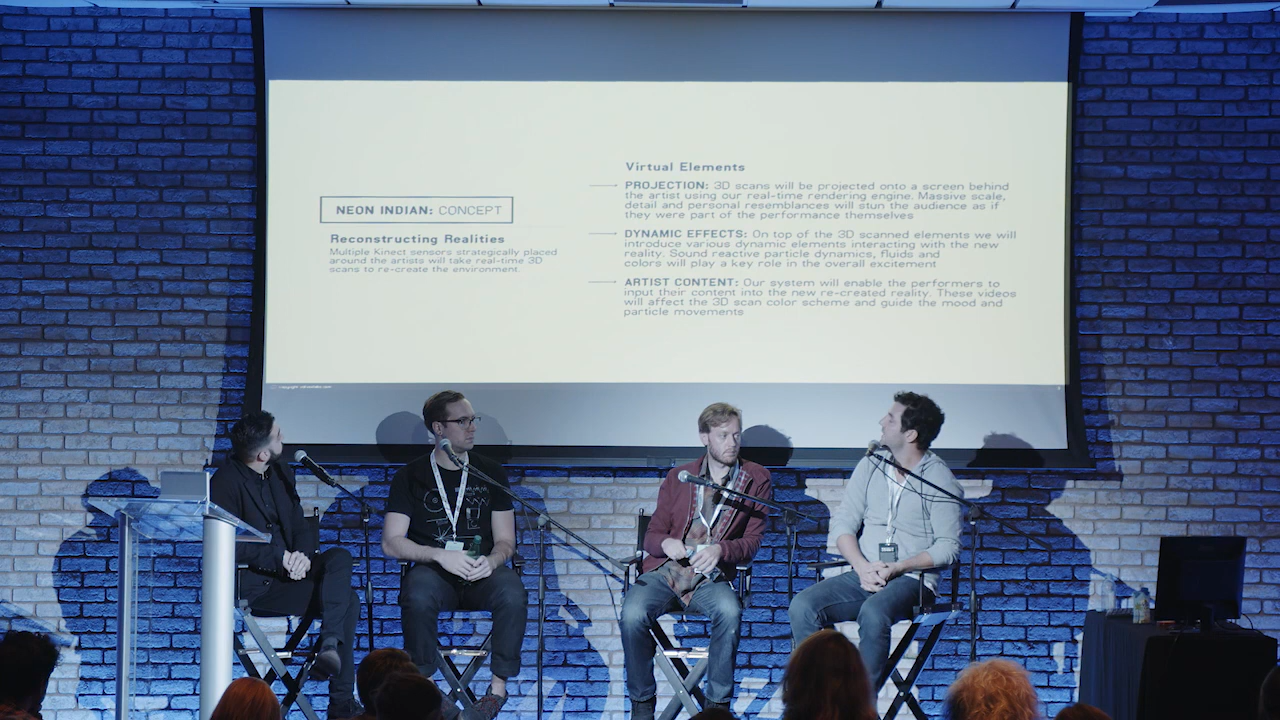 NEON INDIAN: CONCEPT
Reconstructing Realities
Multiple Kinect sensors strategically placed
around the artists will take real-time 3D
scans to re-create the environment.
Virtual Elements
PROJECTION: 3D scans will be projected onto a screen behind
the artist using our real-time rendering engine. Massive scale,
detail and personal resemblances will stun the audience as if
they were part of the performance themselves
DYNAMIC EFFECTS: On top of the 3D scanned elements we will
introduce various dynamic elements interacting with the new
reality. Sound reactive particle dynamics, fluids and
colors will play a key role in the overall excitement
ARTIST CONTENT: Our system will enable the performers to
input their content into the new re-created reality. These videos
will affect the 3D scan color scheme and guide the mood and
particle movements